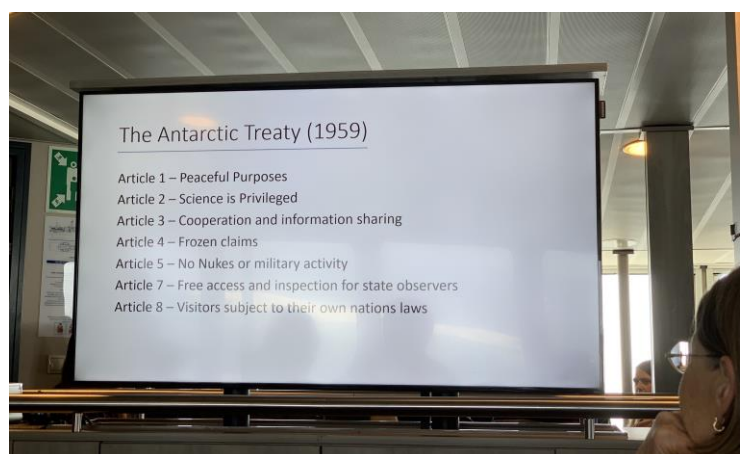 The Antarctic Treaty (1959)
Article 1 – Peaceful Purposes
Article 2 – Science is Privileged
Article 3 – Cooperation and information sharing
Article 4 – Frozen claims
Article 5 – No Nukes or military activity
Article 7 – Free access and inspection for state observers
Article 8 – Visitors subject to their own nations laws